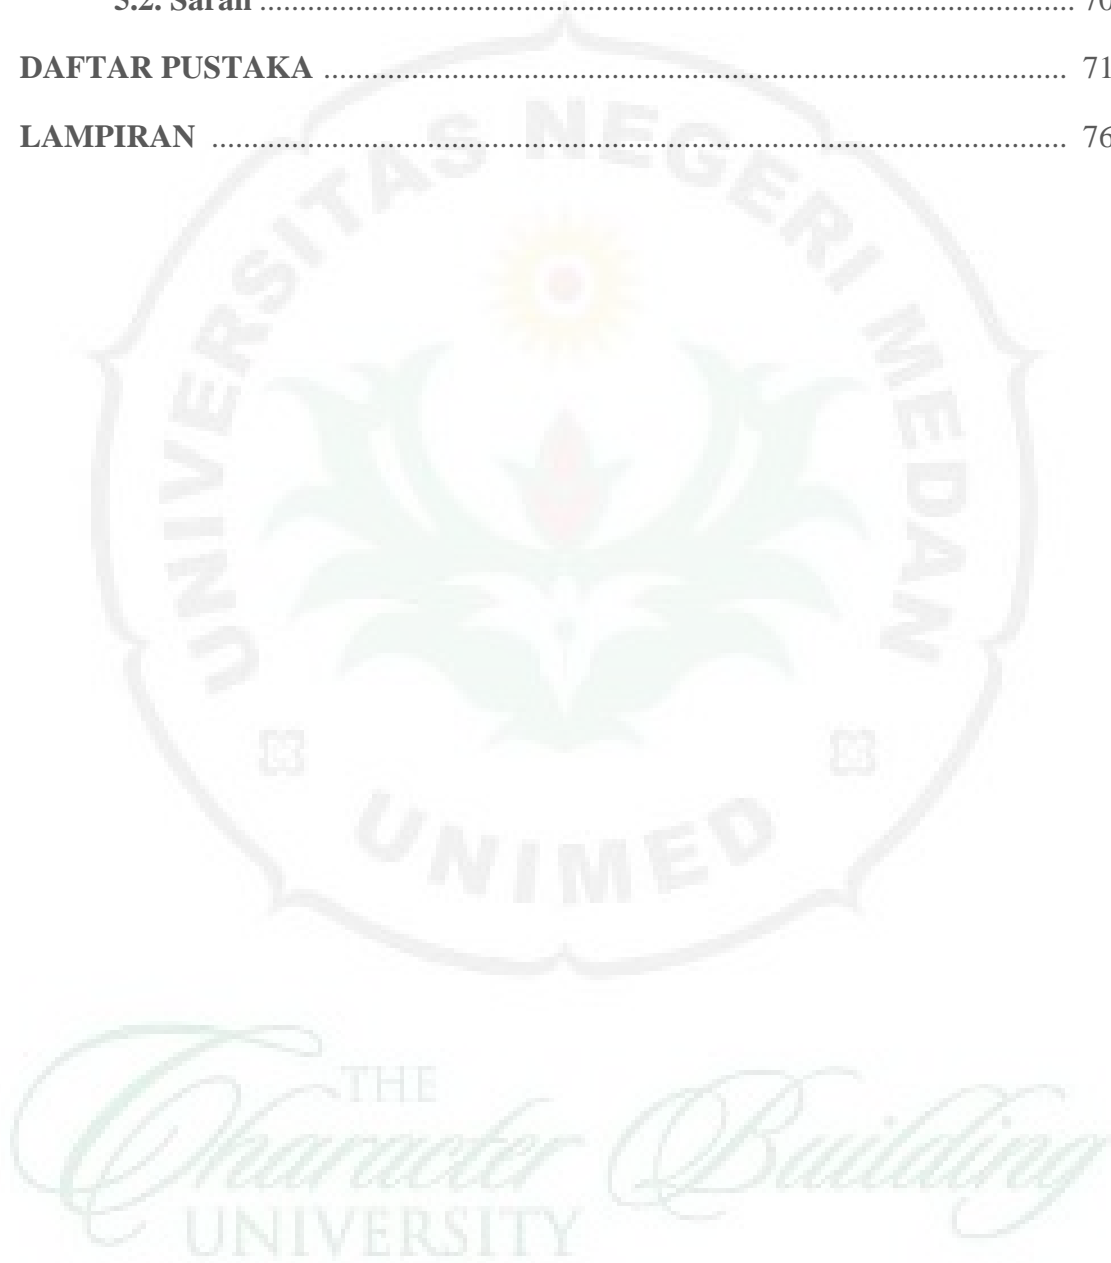 5.2. Saran ........................................................................................................ 70
DAFTAR PUSTAKA ............................................................................................... 71
LAMPIRAN ............................................................................................................. 76
UNIVERSITAS NEGERI MEDAN
UNIMED
THE
Character Building
UNIVERSITY